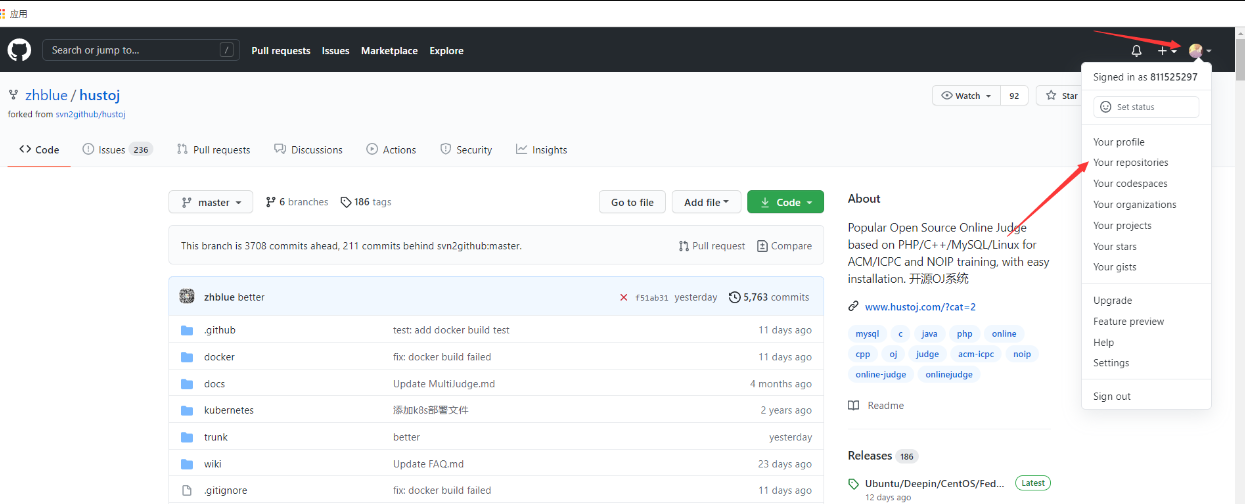 应用
Search or jump to... /
Pull requests Issues Marketplace Explore
Signed in as 811525297
Set status
Your profile
Your repositories
Your codespaces
Your organizations
Your projects
Your stars
Your gists
Upgrade
Feature preview
Help
Settings
Sign out
zhblue / hustoj
forked from svn2github/hustoj
Watch 92 Star
Code Issues 236 Pull requests Discussions Actions Security Insights
master 6 branches 186 tags Go to file Add file Code
This branch is 3708 commits ahead, 211 commits behind svn2github:master. Pull request Compare
zhblue better f51ab31 yesterday 5,763 commits
.github test: add docker build test 11 days ago
docker fix: docker build failed 11 days ago
docs Update MultiJudge.md 4 months ago
kubernetes 添加k8s部署文件 2 years ago
trunk better yesterday
wiki Update FAQ.md 23 days ago
.gitignore fix: docker build failed 11 days ago
About
Popular Open Source Online Judge
based on PHP/C++/MySQL/Linux for
ACM/ICPC and NOIP training, with easy
installation. 开源OJ系统
www.hustoj.com/?cat=2
mysql c java php online
cpp oj judge acm-icpc noip
online-judge onlinejudge
Readme
Releases 186
Ubuntu/Deepin/CentOS/Fed... Latest
12 days ago